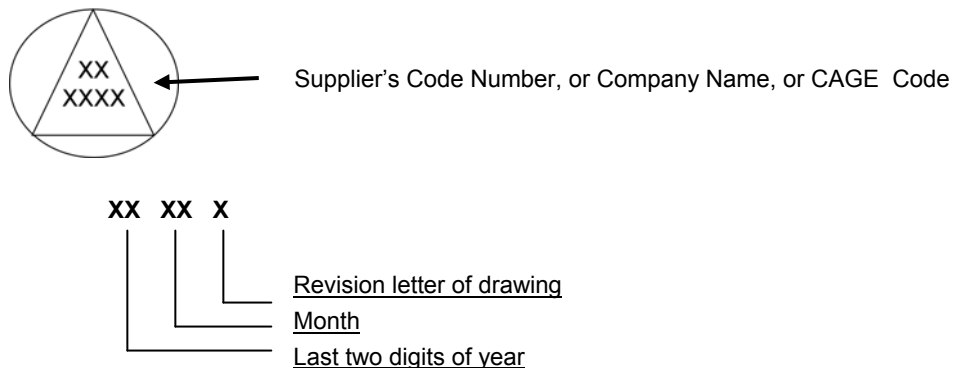 XX
XXXX
Supplier's Code Number, or Company Name, or CAGE Code
XX XX X
Revision letter of drawing
Month
Last two digits of year